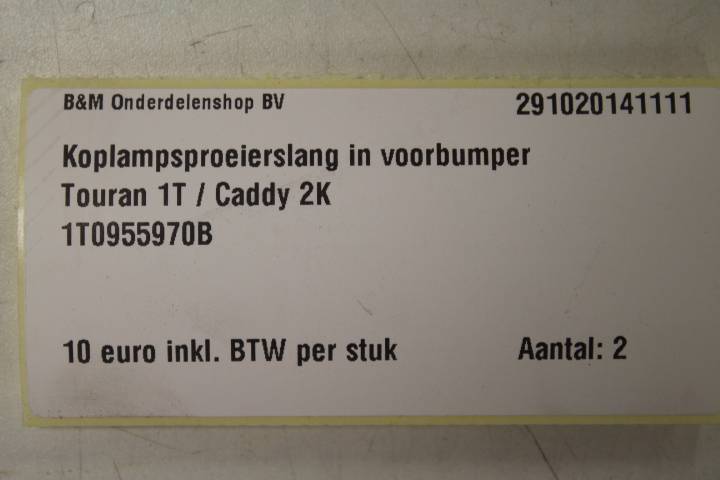 B&M Onderdelenshop BV 291020141111
Koplampsproeierslang in voorbumper
Touran 1T / Caddy 2K
1T0955970B
10 euro inkl. BTW per stuk Aantal: 2